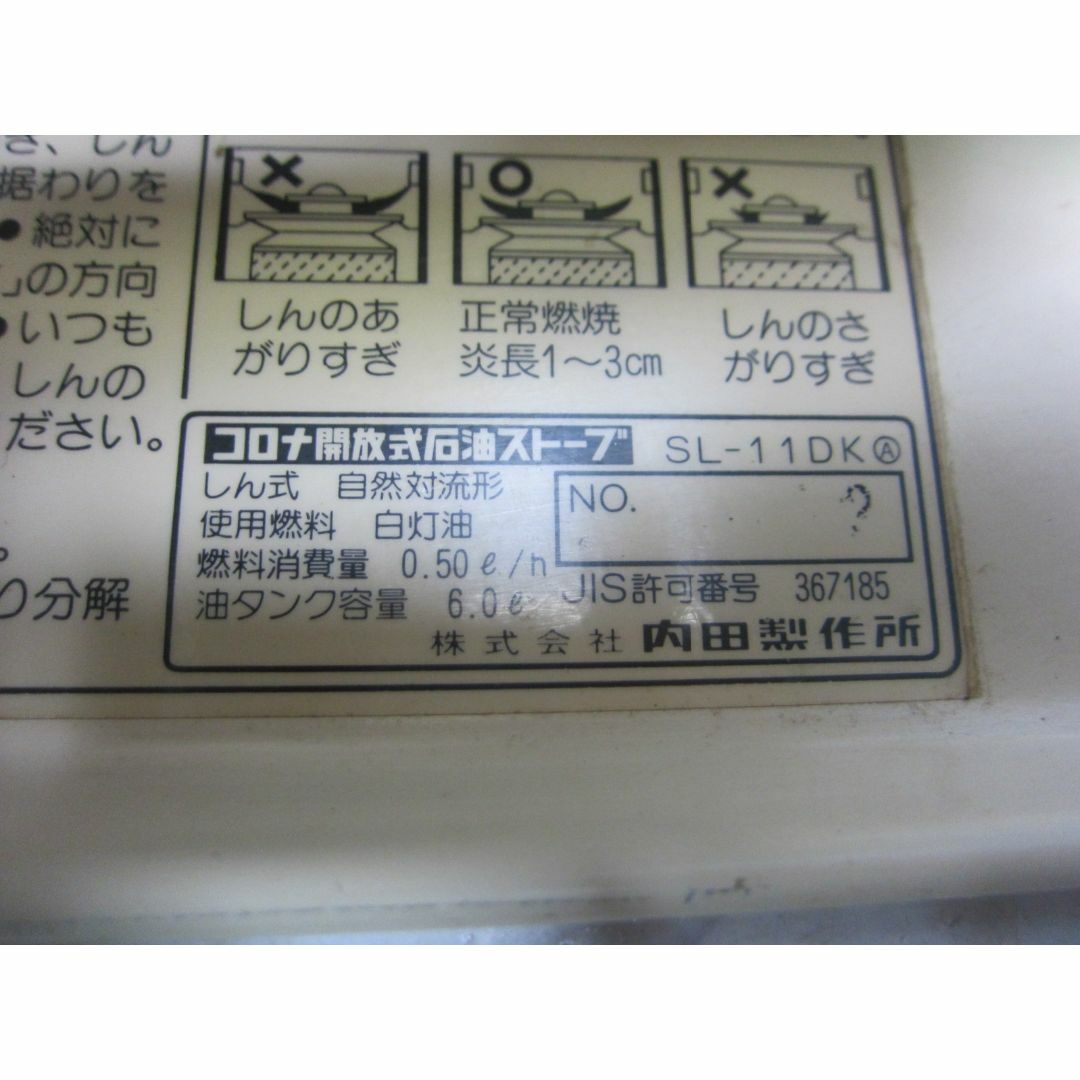 しん
据わりを
●絶対に
」の方向
●いつも
しんの
ださい。
。
り分解
×
しんのあ
がりすぎ
○
正常燃焼
炎長1〜3cm
×
しんのさ
がりすぎ
コロナ開放式石油ストーブ SL-11DKⒶ
しん式 自然対流形
使用燃料 白灯油
燃料消費量 0.50ℓ/h
油タンク容量 6.0ℓ
NO.
JIS許可番号 367185
株式会社 内田製作所